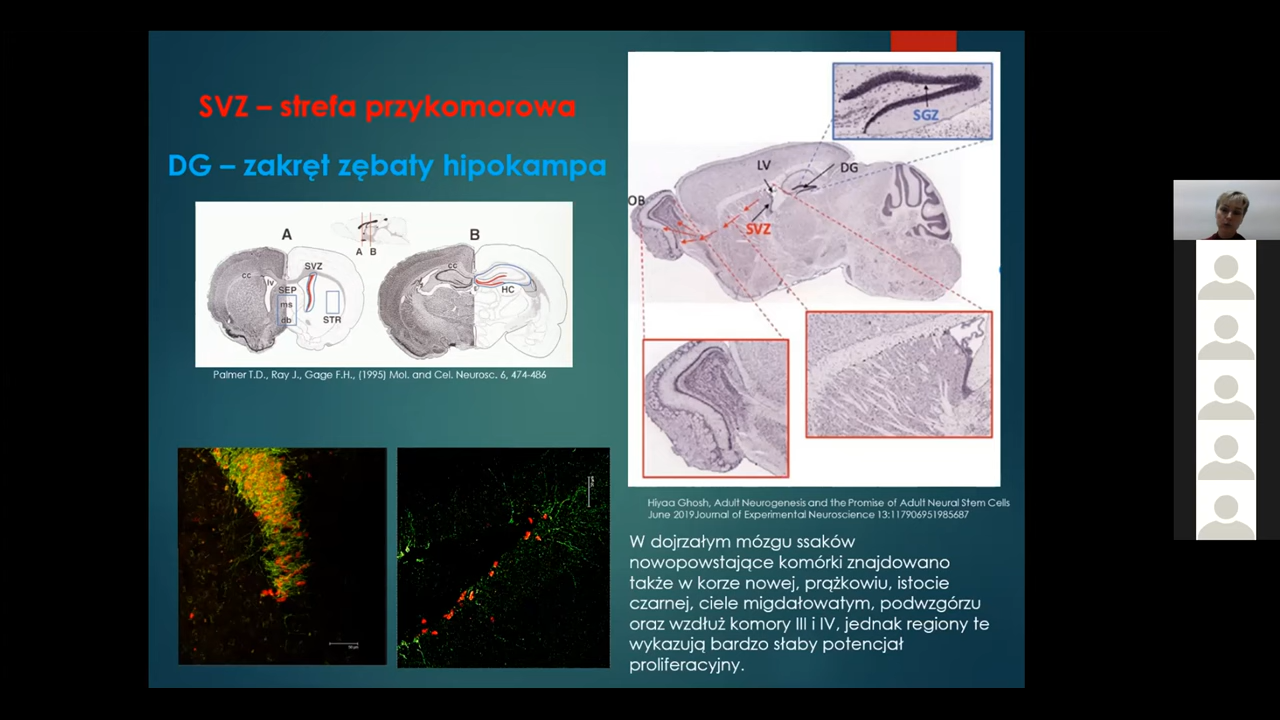 SVZ – strefa przykomorowa
DG – zakręt zębaty hipokampa
A
B
A B
cc
lv
SVZ
SEP
ms
db
STR
cc
HC
Palmer T.D., Ray J., Gage F.H., (1995) Mol. and Cel. Neurosc. 6, 474-486
SGZ
LV
DG
OB
SVZ
Hiyaa Ghosh, Adult Neurogenesis and the Promise of Adult Neural Stem Cells
June 2019Journal of Experimental Neuroscience 13:117906951985687
W dojrzałym mózgu ssaków
nowopowstające komórki znajdowano
także w korze nowej, prążkowiu, istocie
czarnej, ciele migdałowatym, podwzgórzu
oraz wzdłuż komory III i IV, jednak regiony te
wykazują bardzo słaby potencjał
proliferacyjny.